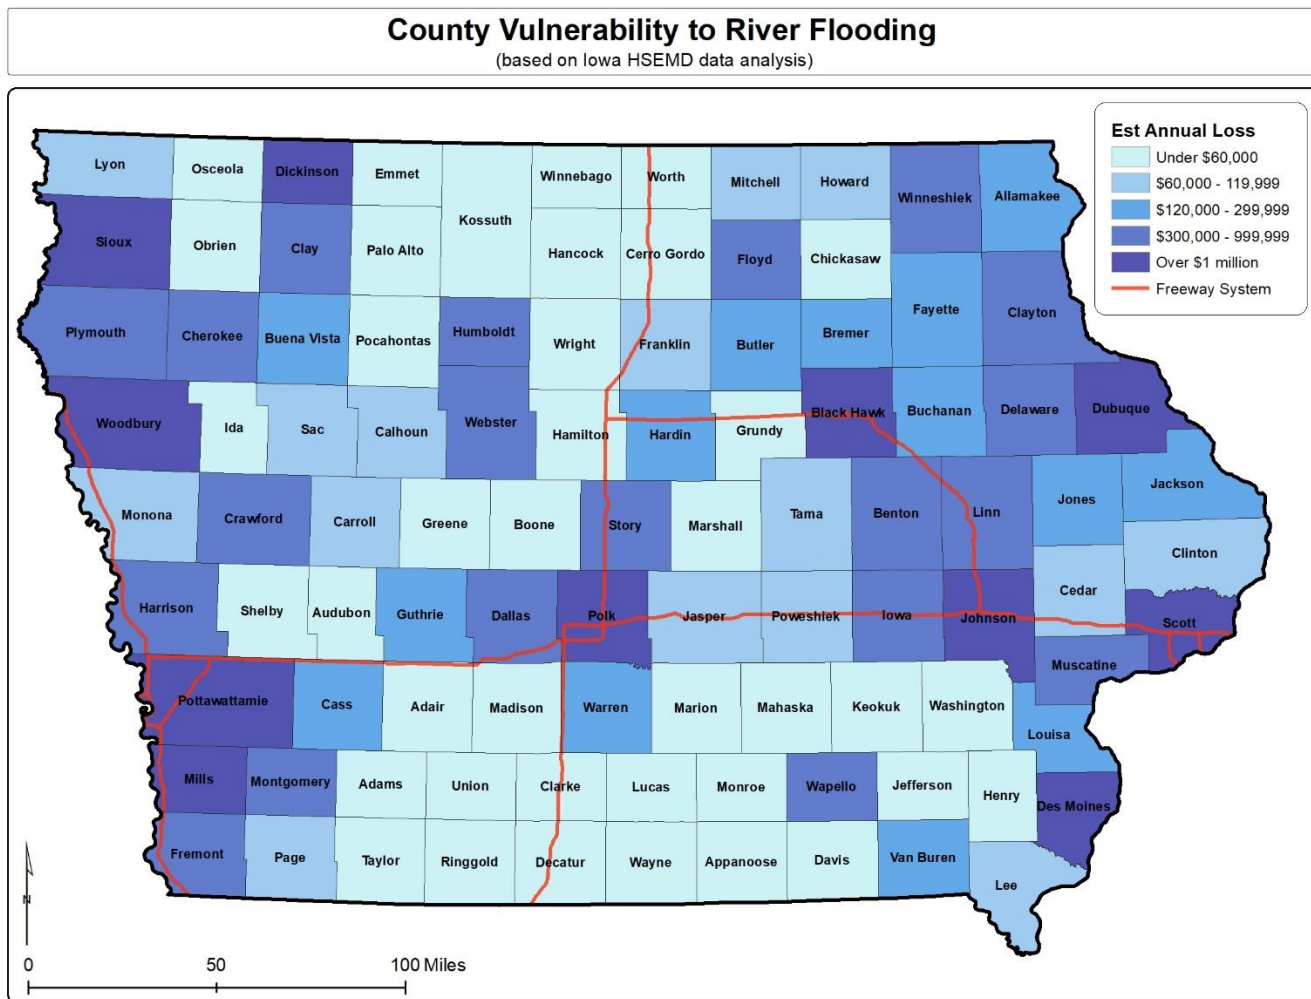 County Vulnerability to River Flooding
(based on Iowa HSEMD data analysis)
Est Annual Loss
Under $60,000
$60,000 - 119,999
$120,000 - 299,999
$300,000 - 999,999
Over $1 million
Freeway System
Lyon
Osceola
Dickinson
Emmet
Kossuth
Winnebago
Worth
Mitchell
Howard
Winneshiek
Allamakee
Sioux
Obrien
Clay
Palo Alto
Hancock
Cerro Gordo
Floyd
Chickasaw
Plymouth
Cherokee
Buena Vista
Pocahontas
Humboldt
Wright
Franklin
Butler
Bremer
Fayette
Clayton
Woodbury
Ida
Sac
Calhoun
Webster
Hamilton
Hardin
Grundy
Black Hawk
Buchanan
Delaware
Dubuque
Monona
Crawford
Carroll
Greene
Boone
Story
Marshall
Tama
Benton
Linn
Jones
Jackson
Clinton
Harrison
Shelby
Audubon
Guthrie
Dallas
Polk
Jasper
Poweshiek
Iowa
Johnson
Cedar
Scott
Muscatine
Pottawattamie
Cass
Adair
Madison
Warren
Marion
Mahaska
Keokuk
Washington
Louisa
Mills
Montgomery
Adams
Union
Clarke
Lucas
Monroe
Wapello
Jefferson
Henry
Des Moines
Fremont
Page
Taylor
Ringgold
Decatur
Wayne
Appanoose
Davis
Van Buren
Lee
N
0 50 100 Miles